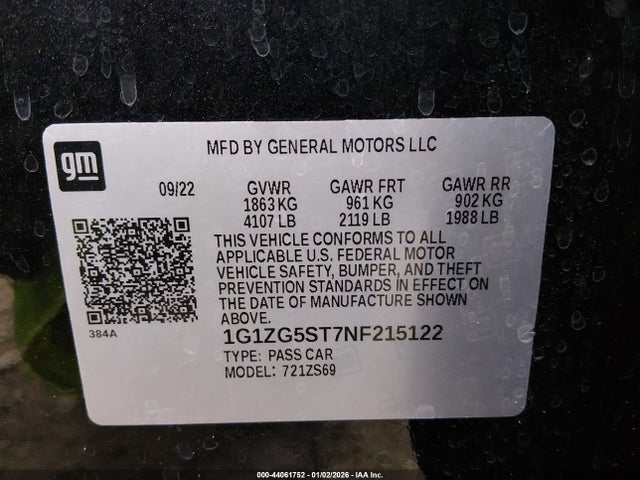 gm
MFD BY GENERAL MOTORS LLC
09/22 GVWR GAWR FRT GAWR RR
1863 KG 961 KG 902 KG
4107 LB 2119 LB 1988 LB
THIS VEHICLE CONFORMS TO ALL
APPLICABLE U.S. FEDERAL MOTOR
VEHICLE SAFETY, BUMPER, AND THEFT
PREVENTION STANDARDS IN EFFECT ON
THE DATE OF MANUFACTURE SHOWN
ABOVE.
384A
1G1ZG5ST7NF215122
TYPE: PASS CAR
MODEL: 721ZS69
000-44061752 - 01/02/2026 - IAA Inc.